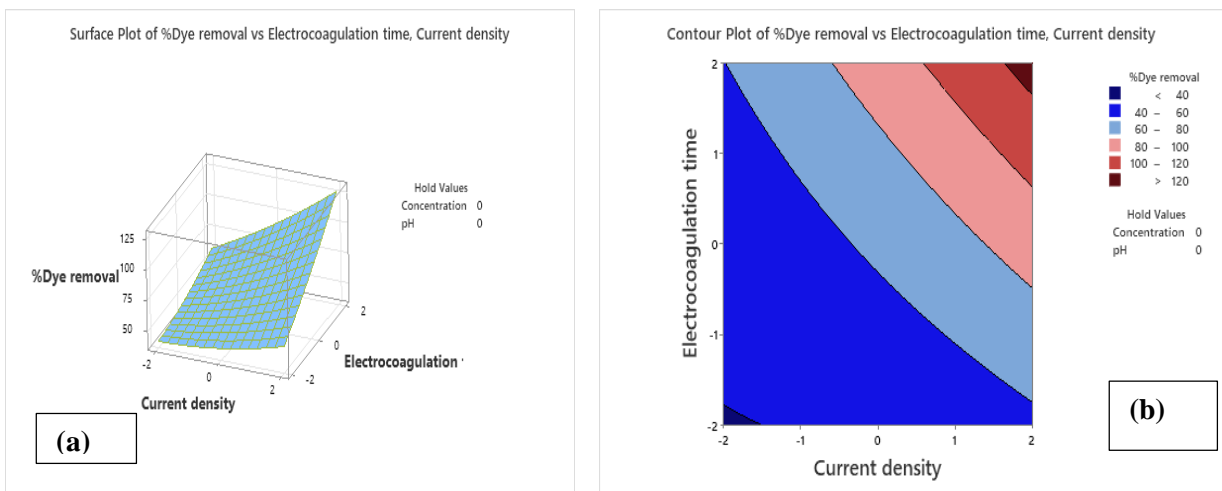 Surface Plot of %Dye removal vs Electrocoagulation time, Current density
Hold Values
Concentration 0
pH 0
125
100
75
50
%Dye removal
-2
0
2
Current density
-2
0
2
Electrocoagulation
(a)
Contour Plot of %Dye removal vs Electrocoagulation time, Current density
2
1
0
-1
-2
Electrocoagulation time
-2
-1
0
1
2
Current density
%Dye removal
< 40
40 – 60
60 – 80
80 – 100
100 – 120
> 120
Hold Values
Concentration 0
pH 0
(b)